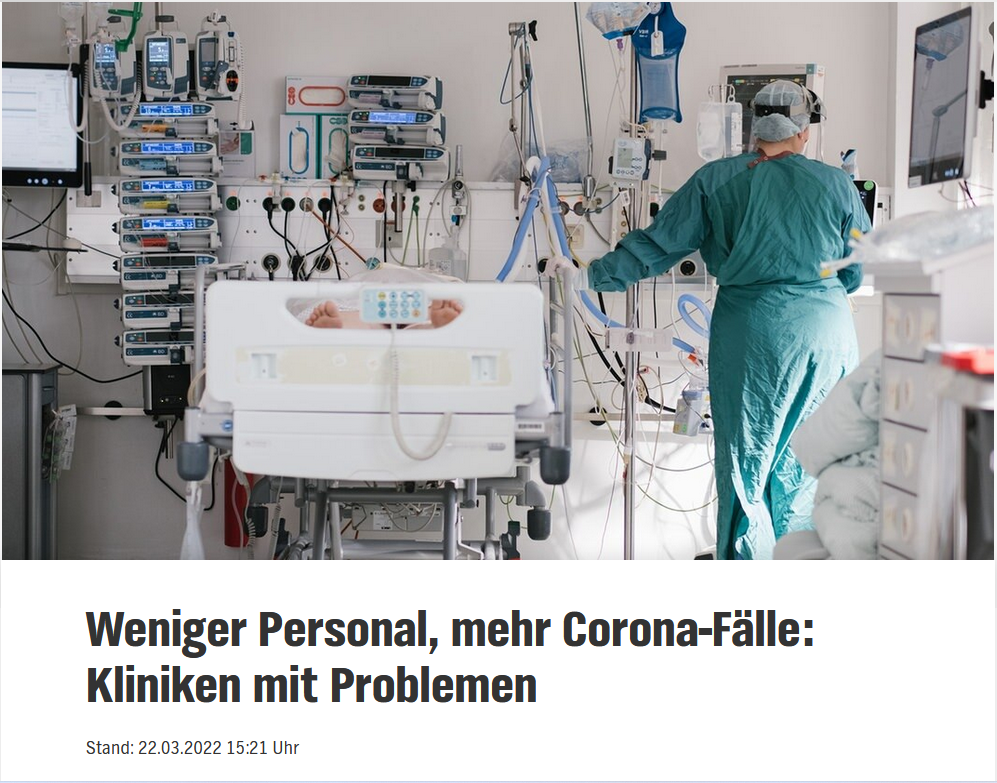 Weniger Personal, mehr Corona-Fälle:
Kliniken mit Problemen
Stand: 22.03.2022 15:21 Uhr